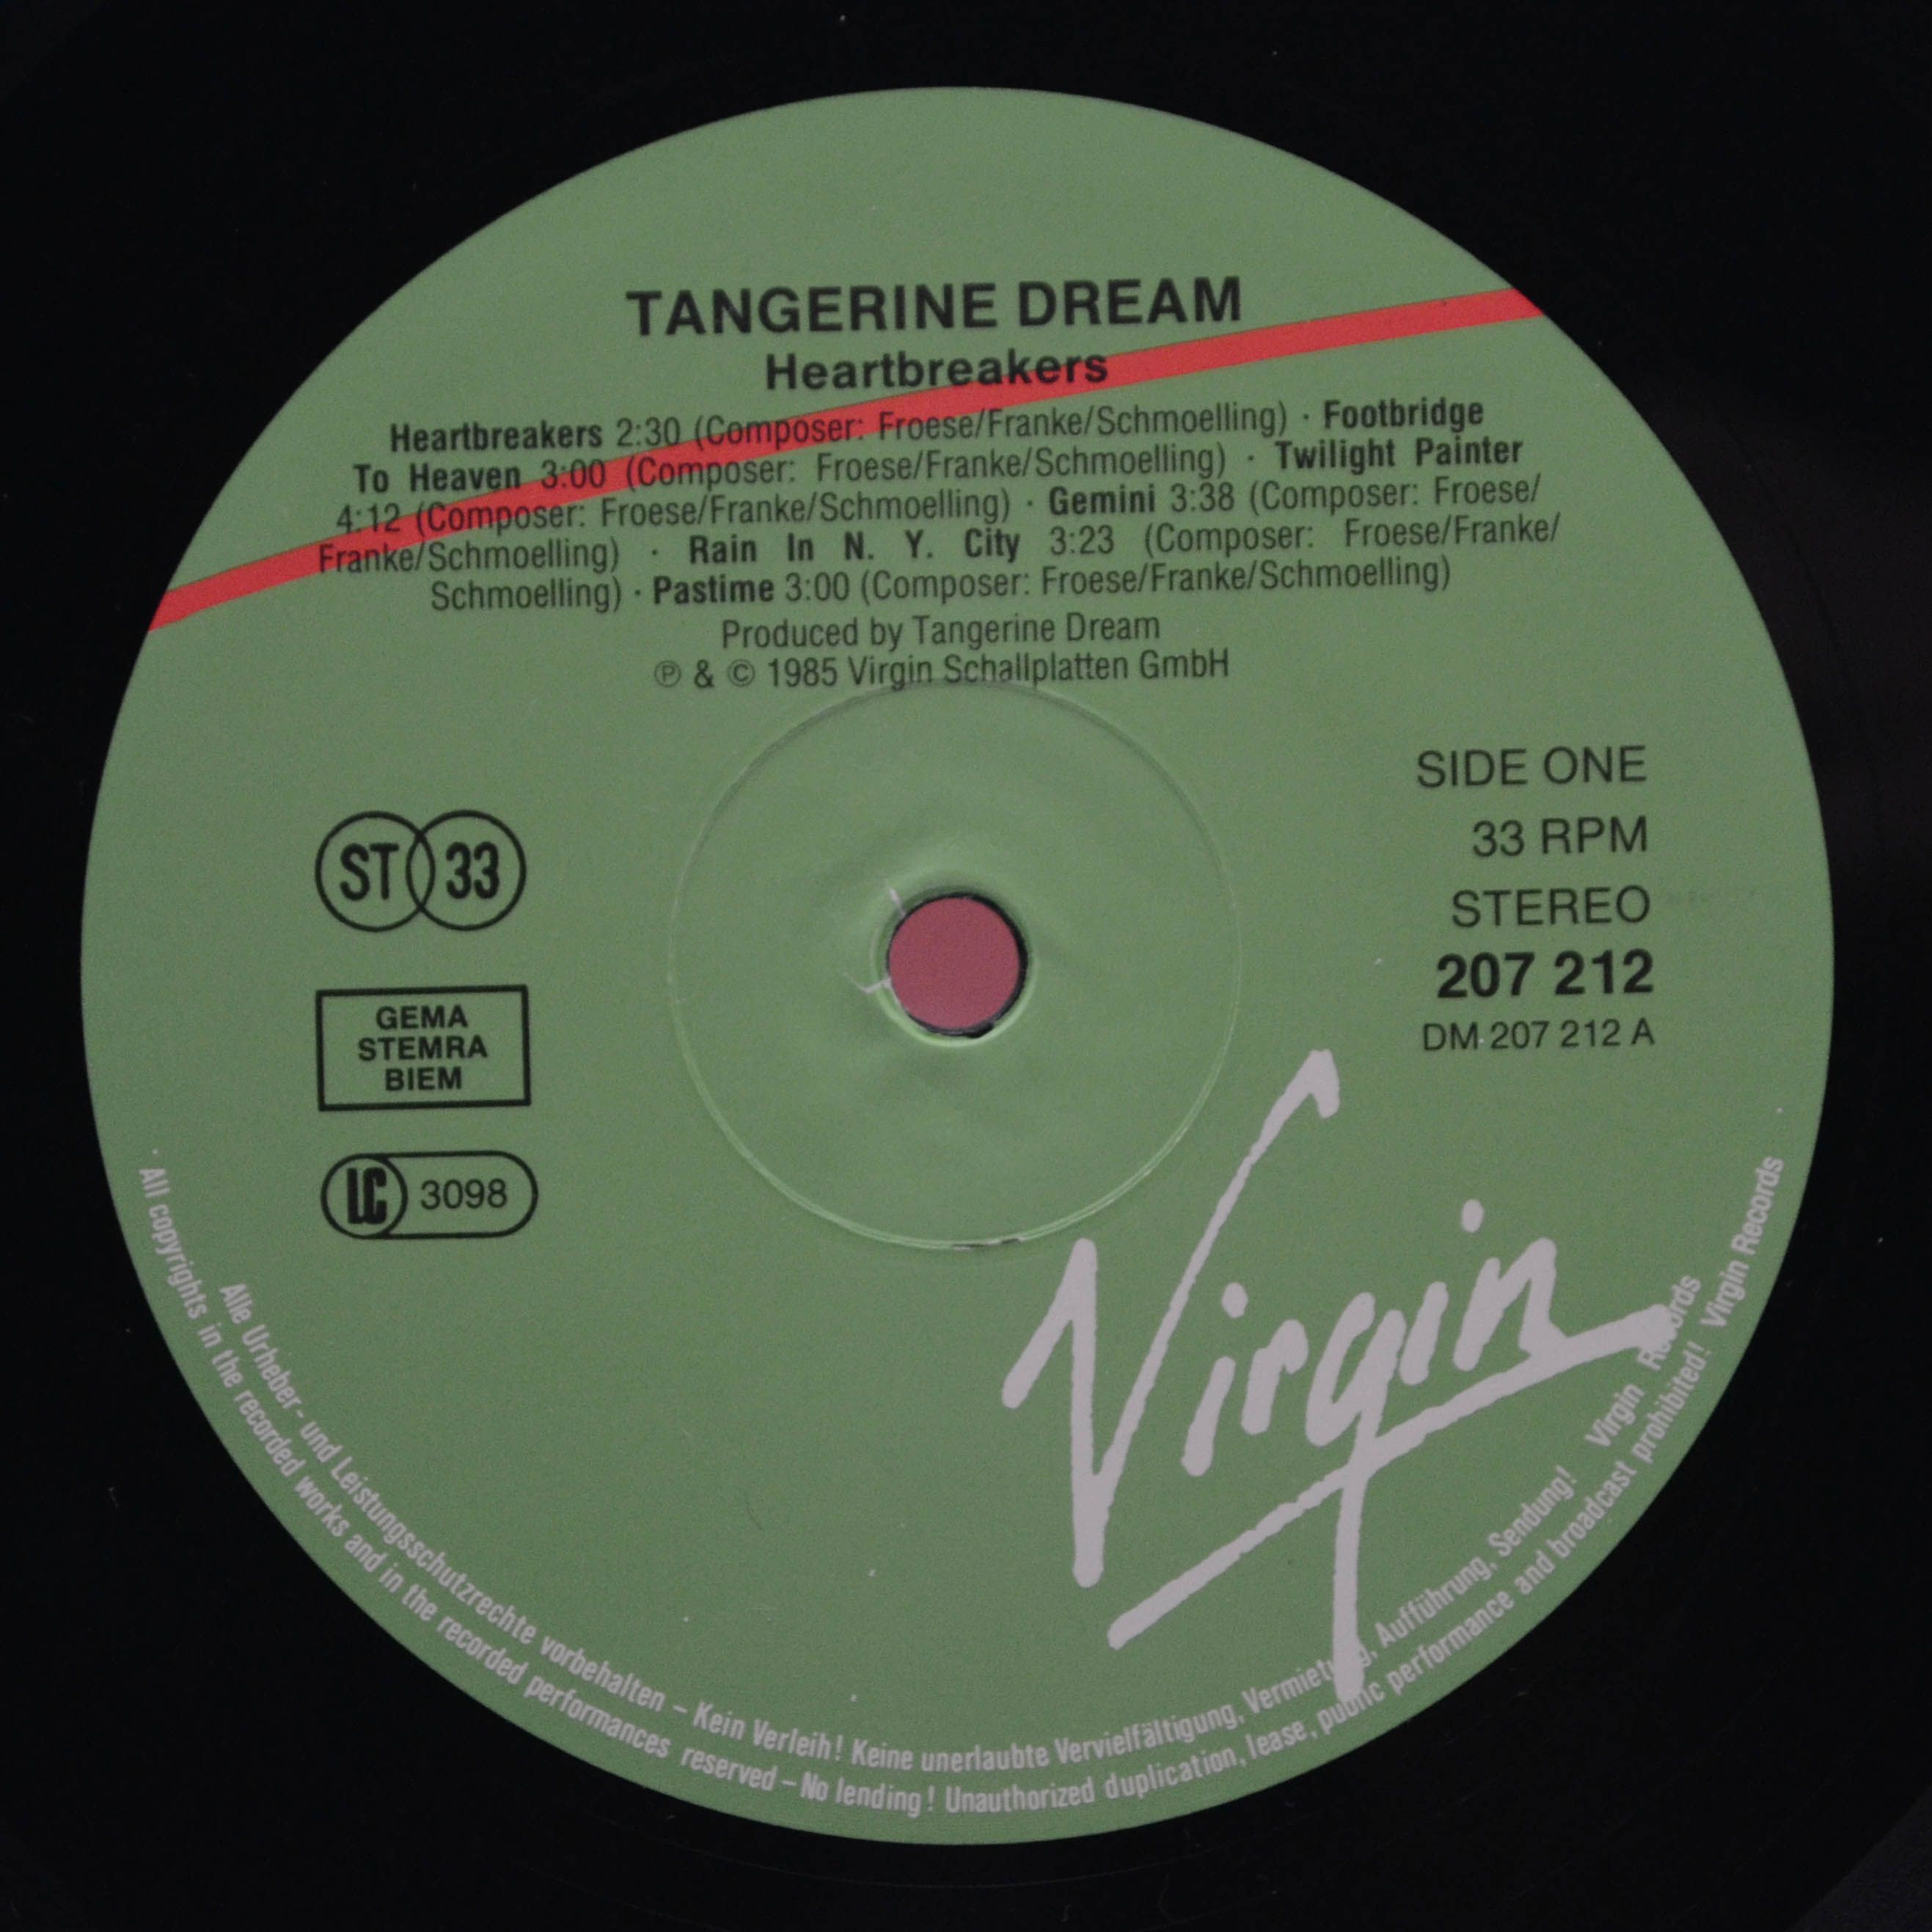 TANGERINE DREAM
Heartbreakers
Heartbreakers 2:30 (Composer: Froese/Franke/Schmoelling) · Footbridge
To Heaven 3:00 (Composer: Froese/Franke/Schmoelling) · Twilight Painter
4:12 (Composer: Froese/Franke/Schmoelling) · Gemini 3:38 (Composer: Froese/
Franke/Schmoelling) · Rain In N. Y. City 3:23 (Composer: Froese/Franke/
Schmoelling) · Pastime 3:00 (Composer: Froese/Franke/Schmoelling)
Produced by Tangerine Dream
℗ & © 1985 Virgin Schallplatten GmbH
SIDE ONE
33 RPM
STEREO
207 212
DM 207 212 A
ST 33
GEMA
STEMRA
BIEM
LC 3098
Virgin
Alle Urheber- und Leistungsschutzrechte vorbehalten – Kein Verleih! Keine unerlaubte Vervielfältigung, Vermietung, Aufführung, Sendung! Virgin Records
· All copyrights in the recorded works and in the recorded performances reserved – No lending! Unauthorized duplication, lease, public performance and broadcast prohibited! Virgin Records ·